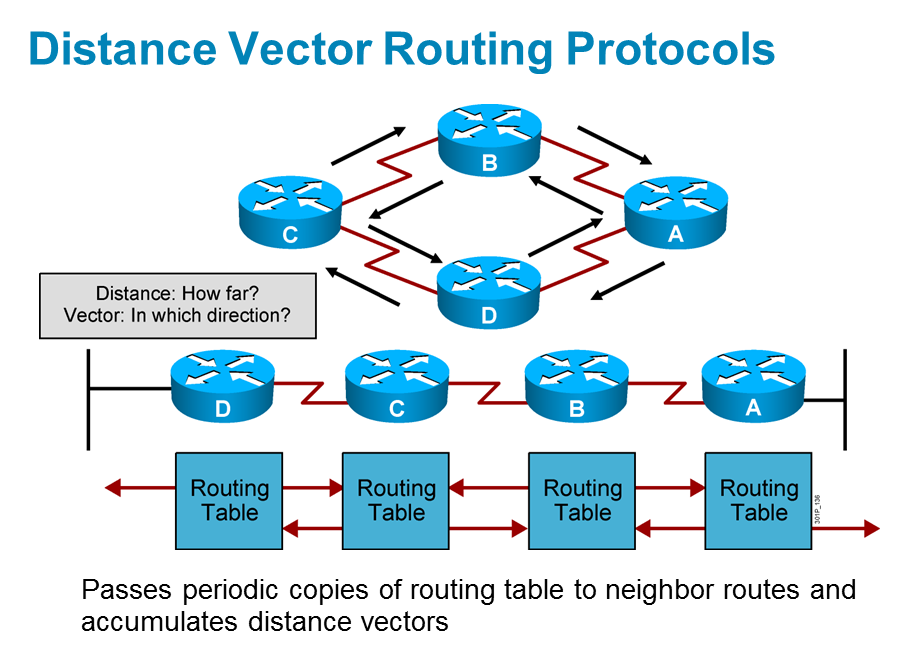 Distance Vector Routing Protocols
B
C
A
D
Distance: How far?
Vector: In which direction?
D
C
B
A
Routing
Table
Routing
Table
Routing
Table
Routing
Table
301P_136
Passes periodic copies of routing table to neighbor routes and
accumulates distance vectors